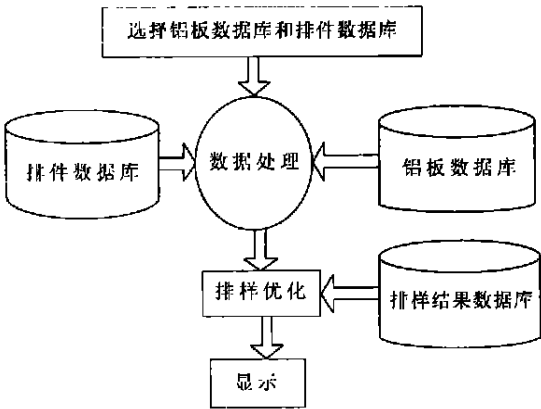 选择铝板数据库和排件数据库
排件数据库
数据处理
铝板数据库
排样优化
排样结果数据库
显示